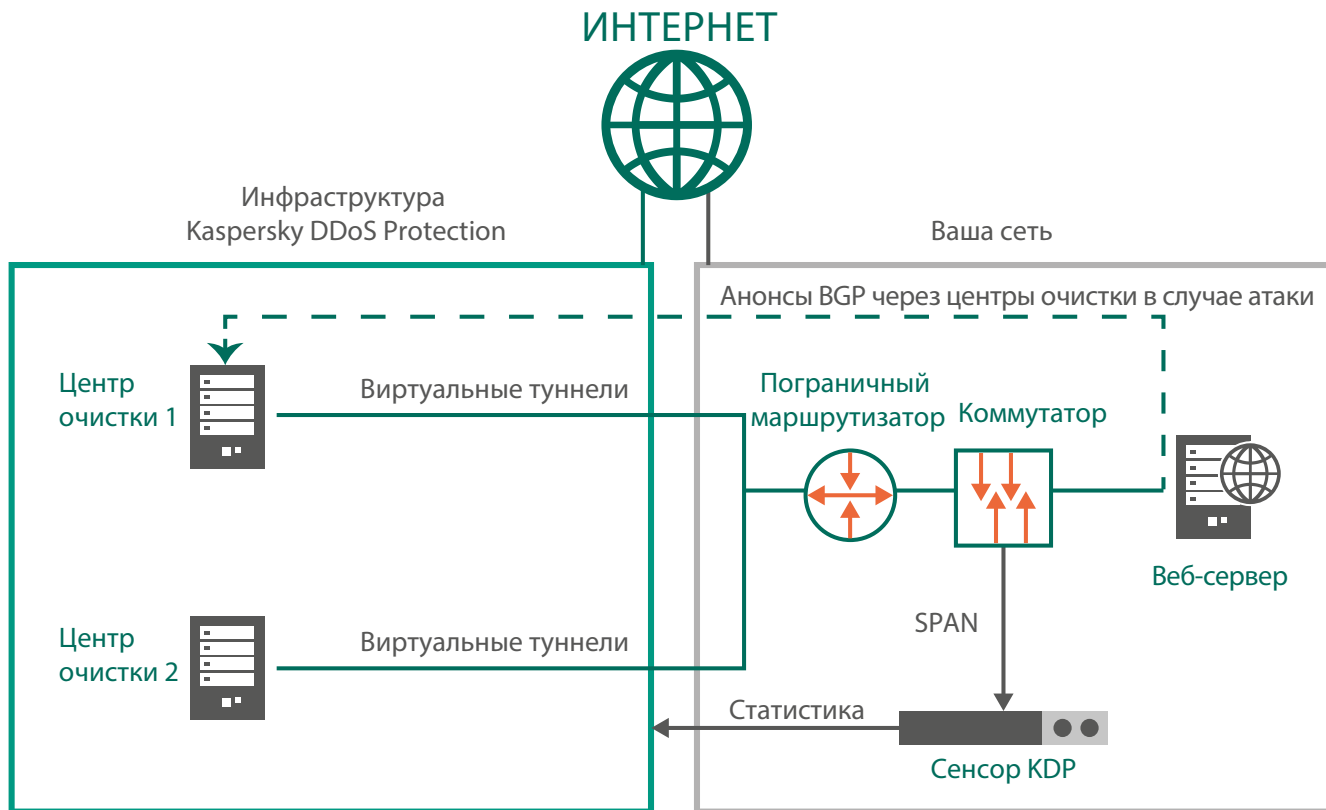 ИНТЕРНЕТ
Инфраструктура
Kaspersky DDoS Protection
Ваша сеть
Анонсы BGP через центры очистки в случае атаки
Центр
очистки 1
Виртуальные туннели
Пограничный
маршрутизатор
Коммутатор
Веб-сервер
Центр
очистки 2
Виртуальные туннели
SPAN
Статистика
Сенсор KDP